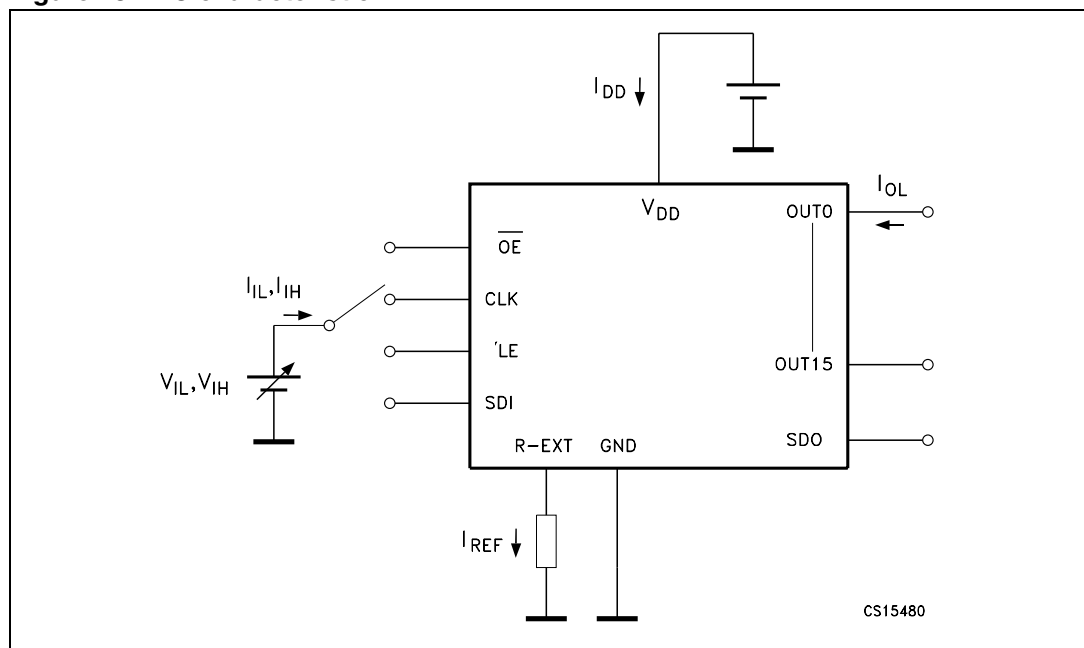 I_DD
V_DD
OUT0
I_OL
OE
I_IL,I_IH
CLK
'LE
OUT15
V_IL,V_IH
SDI
SDO
R-EXT
GND
I_REF
CS15480